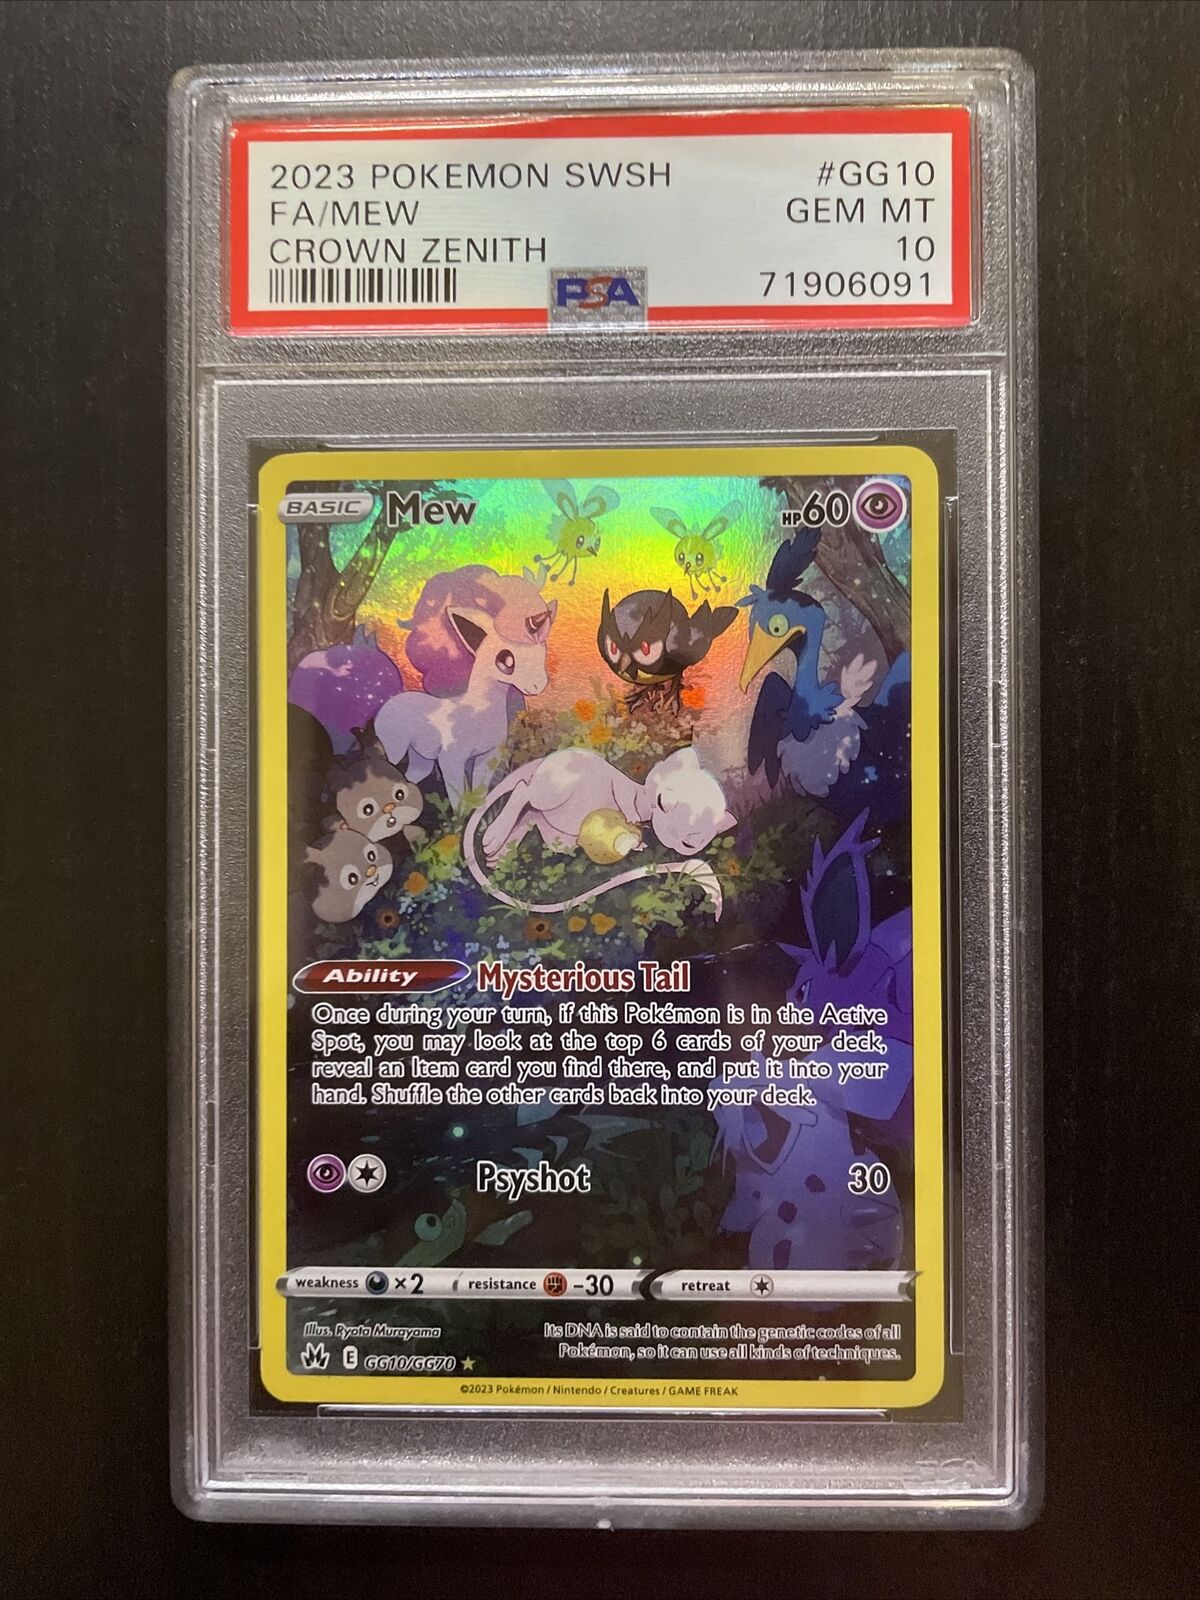 2023 POKEMON SWSH #GG10
FA/MEW GEM MT
CROWN ZENITH 10
PSA 71906091
BASIC Mew HP60
Ability Mysterious Tail
Once during your turn, if this Pokémon is in the Active
Spot, you may look at the top 6 cards of your deck,
reveal an Item card you find there, and put it into your
hand. Shuffle the other cards back into your deck.
Psyshot 30
weakness ×2 resistance -30 retreat
Illus. Ryota Murayama
Its DNA is said to contain the genetic codes of all
Pokémon, so it can use all kinds of techniques.
E GG10/GG70
©2023 Pokémon / Nintendo / Creatures / GAME FREAK